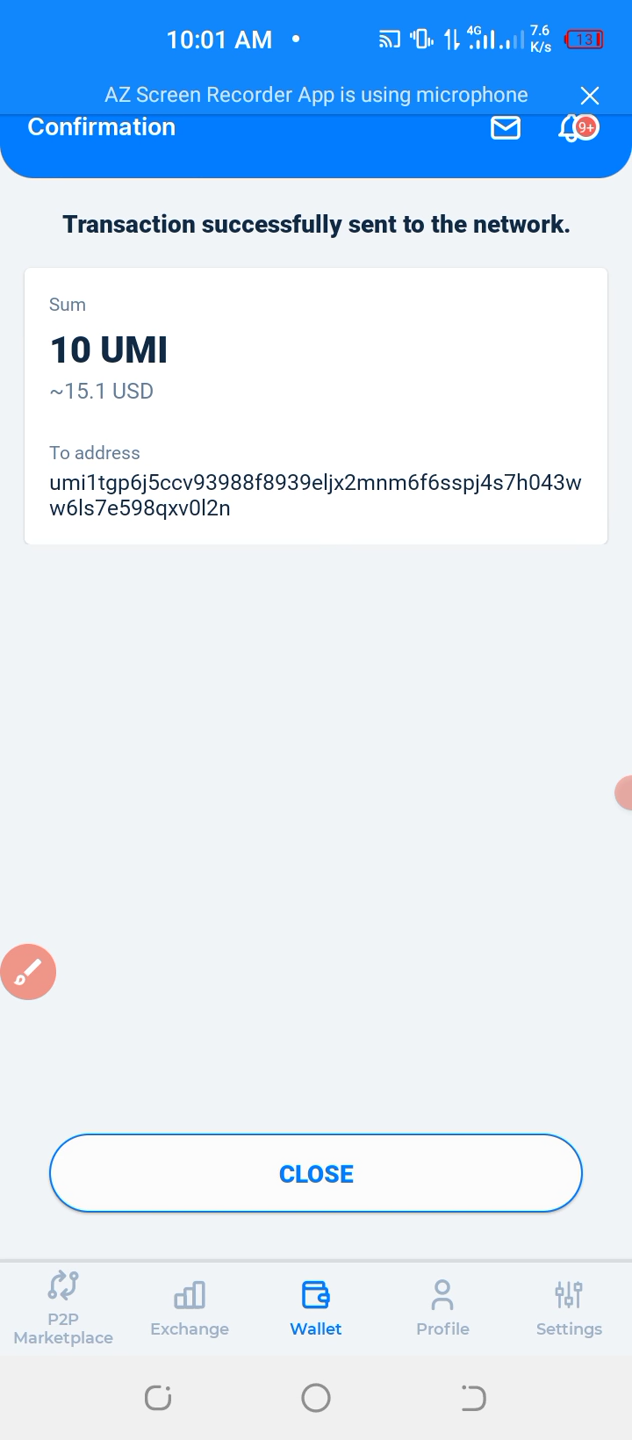 10:01 AM
4G
7.6
K/s
13
AZ Screen Recorder App is using microphone
Confirmation
9+
Transaction successfully sent to the network.
Sum
10 UMI
~15.1 USD
To address
umi1tgp6j5ccv93988f8939eljx2mnm6f6sspj4s7h043w
w6ls7e598qxv0l2n
CLOSE
P2P
Marketplace
Exchange
Wallet
Profile
Settings